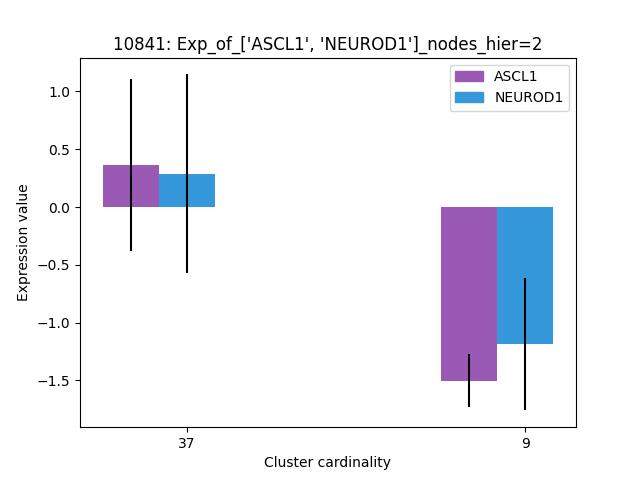 10841: Exp_of_['ASCL1', 'NEUROD1']_nodes_hier=2
ASCL1
NEUROD1
1.0
0.5
0.0
−0.5
−1.0
−1.5
Expression value
37
9
Cluster cardinality